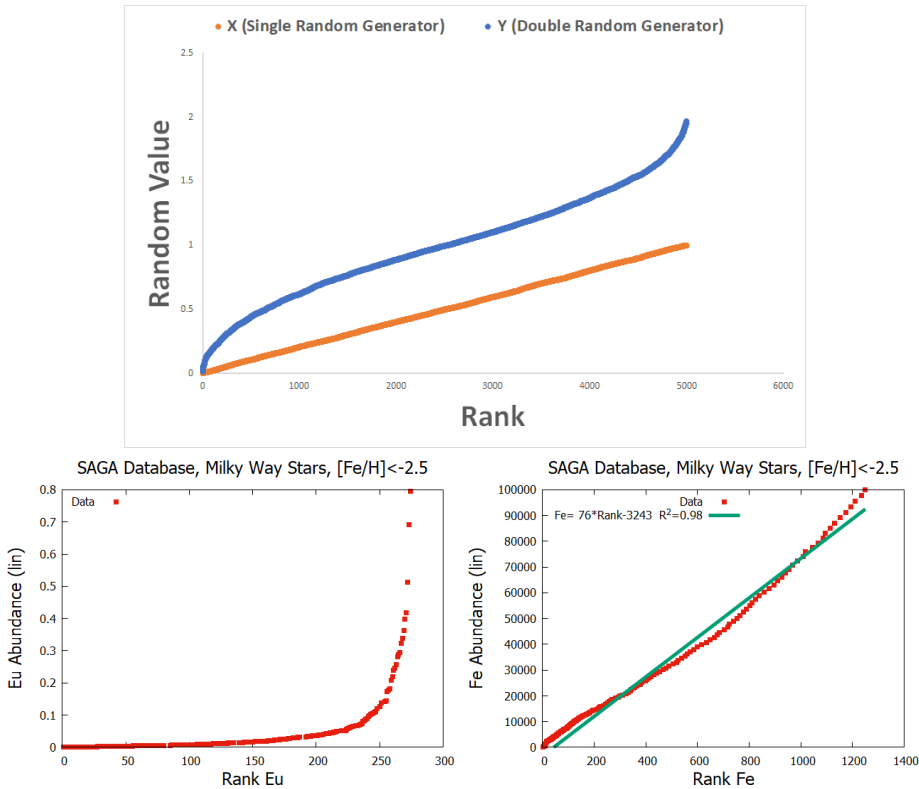 X (Single Random Generator) Y (Double Random Generator)
2.5
2
1.5
1
0.5
0
Random Value
0 1000 2000 3000 4000 5000 6000
Rank
SAGA Database, Milky Way Stars, [Fe/H]<-2.5
0.8
0.7
0.6
0.5
0.4
0.3
0.2
0.1
0
Data
Eu Abundance (lin)
0 50 100 150 200 250 300
Rank Eu
SAGA Database, Milky Way Stars, [Fe/H]<-2.5
100000
90000
80000
70000
60000
50000
40000
30000
20000
10000
0
Data
Fe= 76*Rank-3243 R²=0.98
Fe Abundance (lin)
0 200 400 600 800 1000 1200 1400
Rank Fe